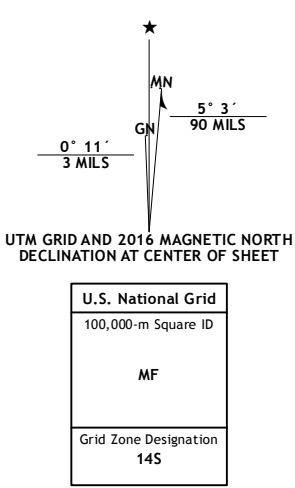 ★
MN
5° 3´
90 MILS
GN
0° 11´
3 MILS
UTM GRID AND 2016 MAGNETIC NORTH
DECLINATION AT CENTER OF SHEET
U.S. National Grid
100,000-m Square ID
MF
Grid Zone Designation
14S